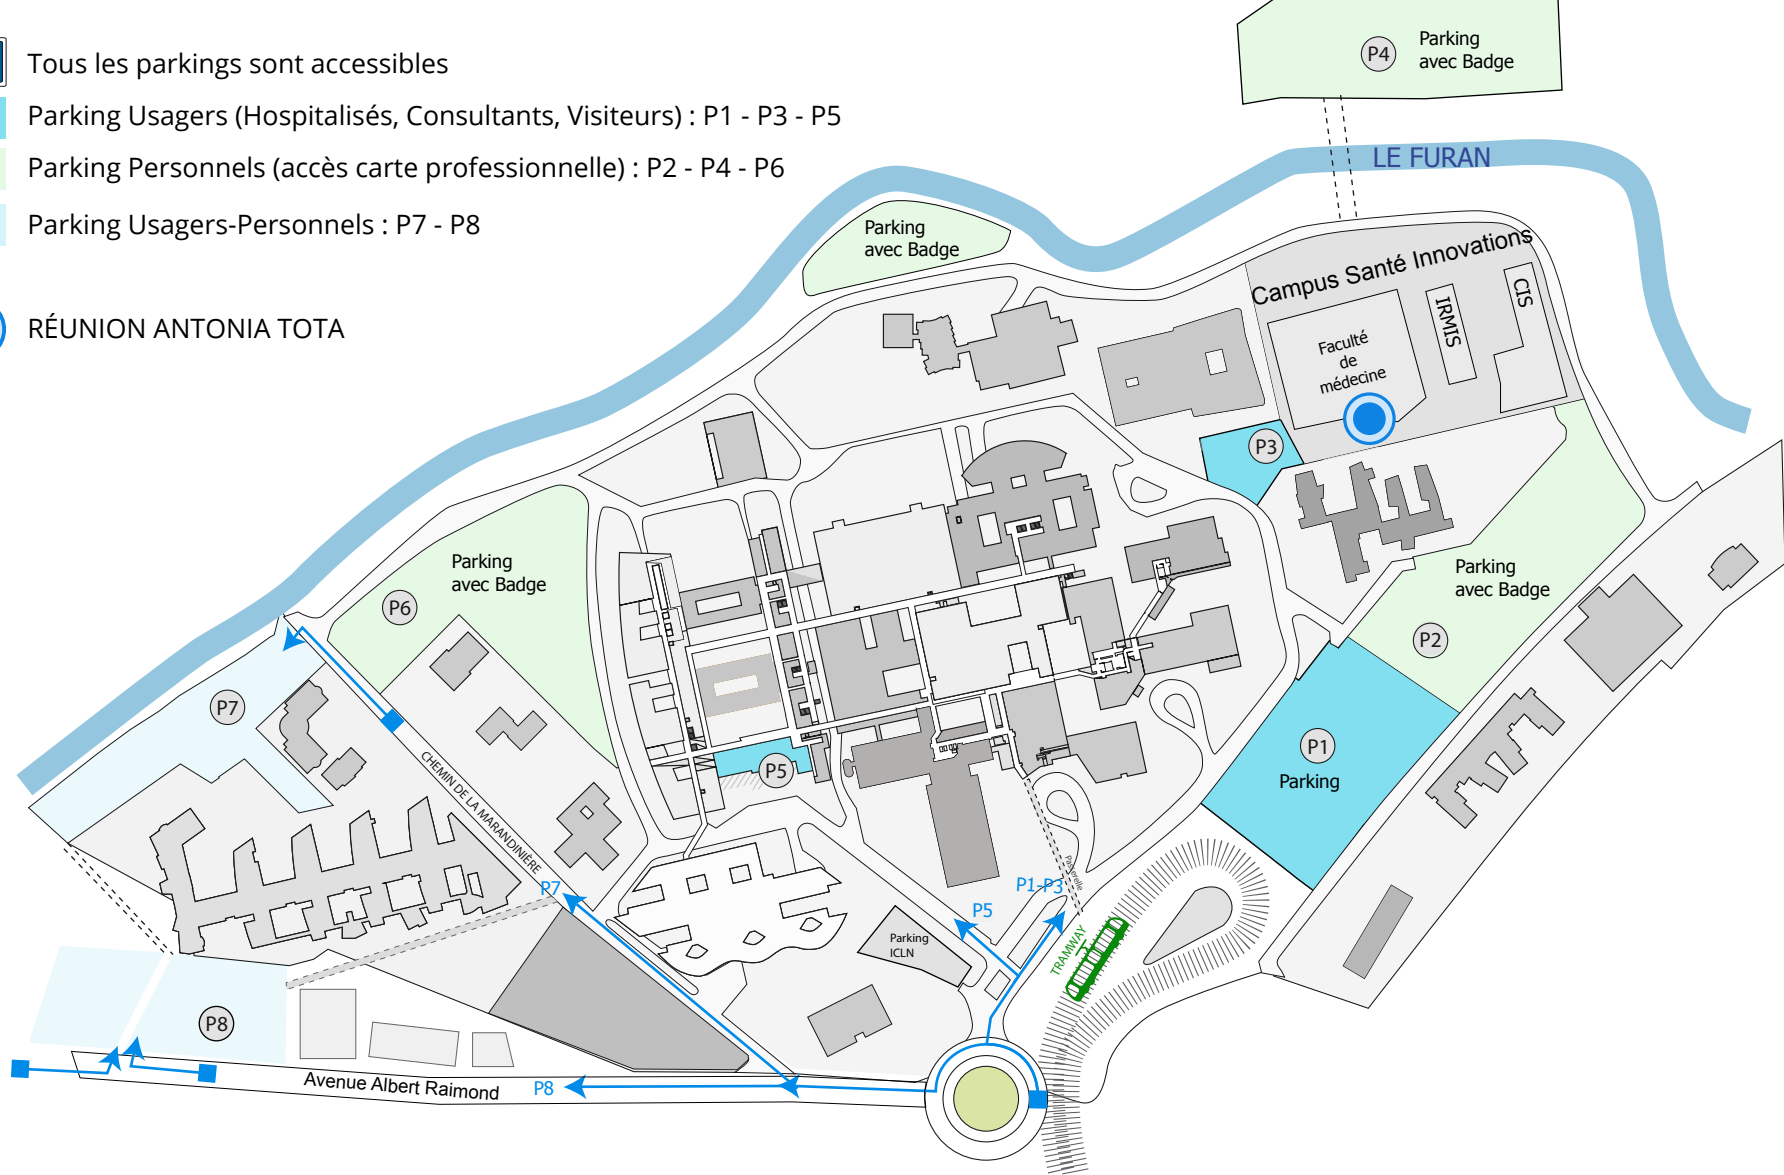 Tous les parkings sont accessibles
Parking Usagers (Hospitalisés, Consultants, Visiteurs) : P1 - P3 - P5
Parking Personnels (accès carte professionnelle) : P2 - P4 - P6
Parking Usagers-Personnels : P7 - P8
RÉUNION ANTONIA TOTA
P4
Parking
avec Badge
LE FURAN
Parking
avec Badge
Campus Santé Innovations
CIS
IRMIS
Faculté
de
médecine
P3
Parking
avec Badge
P6
Parking
avec Badge
P2
P7
P1
Parking
P5
CHEMIN DE LA MARANDINIÈRE
P7
P1-P3
Passerelle
P5
Parking
ICLN
TRAMWAY
P8
Avenue Albert Raimond
P8